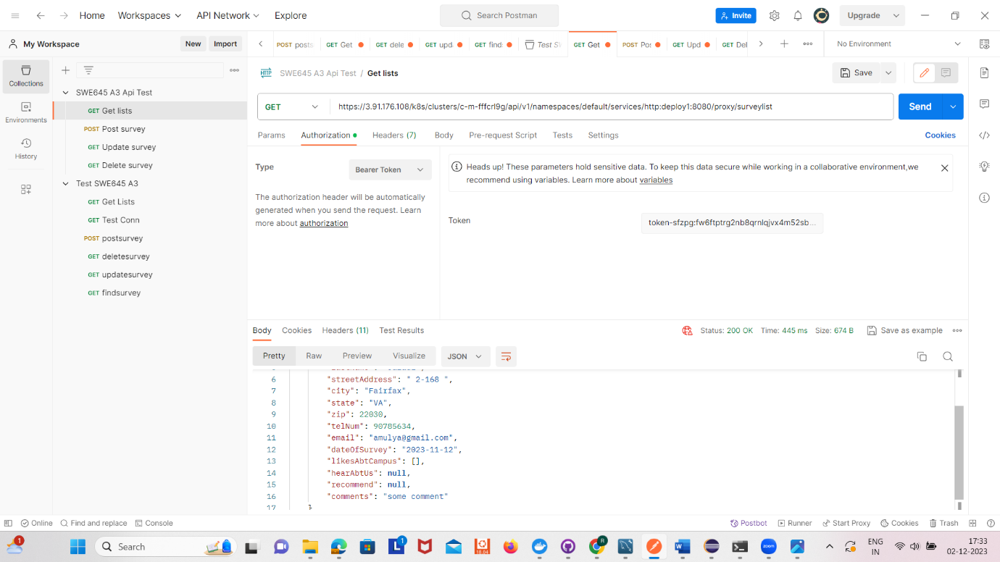 Home
Workspaces
API Network
Explore
Search Postman
Invite
Upgrade
My Workspace
New
Import
POST posts
GET Get
GET dele
GET upd
GET find
Test SW
GET Get
POST Pos
GET Upd
GET Del
No Environment
Collections
Environments
History
SWE645 A3 Api Test
GET Get lists
POST Post survey
GET Update survey
GET Delete survey
Test SWE645 A3
GET Get Lists
GET Test Conn
POST postsurvey
GET deletesurvey
GET updatesurvey
GET findsurvey
HTTP SWE645 A3 Api Test / Get lists
Save
GET https://3.91.176.108/k8s/clusters/c-m-fffcrl9g/api/v1/namespaces/default/services/http:deploy1:8080/proxy/surveylist
Send
Params Authorization Headers (7) Body Pre-request Script Tests Settings Cookies
Type Bearer Token
The authorization header will be automatically
generated when you send the request. Learn
more about authorization
Heads up! These parameters hold sensitive data. To keep this data secure while working in a collaborative environment,we
recommend using variables. Learn more about variables
Token token-sfzpg:fw6ftptrg2nb8qrnlqjvx4m52sb...
Body Cookies Headers (11) Test Results
Status: 200 OK Time: 445 ms Size: 674 B Save as example
Pretty Raw Preview Visualize JSON
6 "streetAddress": " 2-168 ",
7 "city": "Fairfax",
8 "state": "VA",
9 "zip": 22030,
10 "telNum": 90785634,
11 "email": "amulya@gmail.com",
12 "dateOfSurvey": "2023-11-12",
13 "likesAbtCampus": [],
14 "hearAbtUs": null,
15 "recommend": null,
16 "comments": "some comment"
17 }
Online Find and replace Console
Postbot Runner Start Proxy Cookies Trash
1
Search
1
18.04
R
zoom
ENG
IN
17:33
02-12-2023